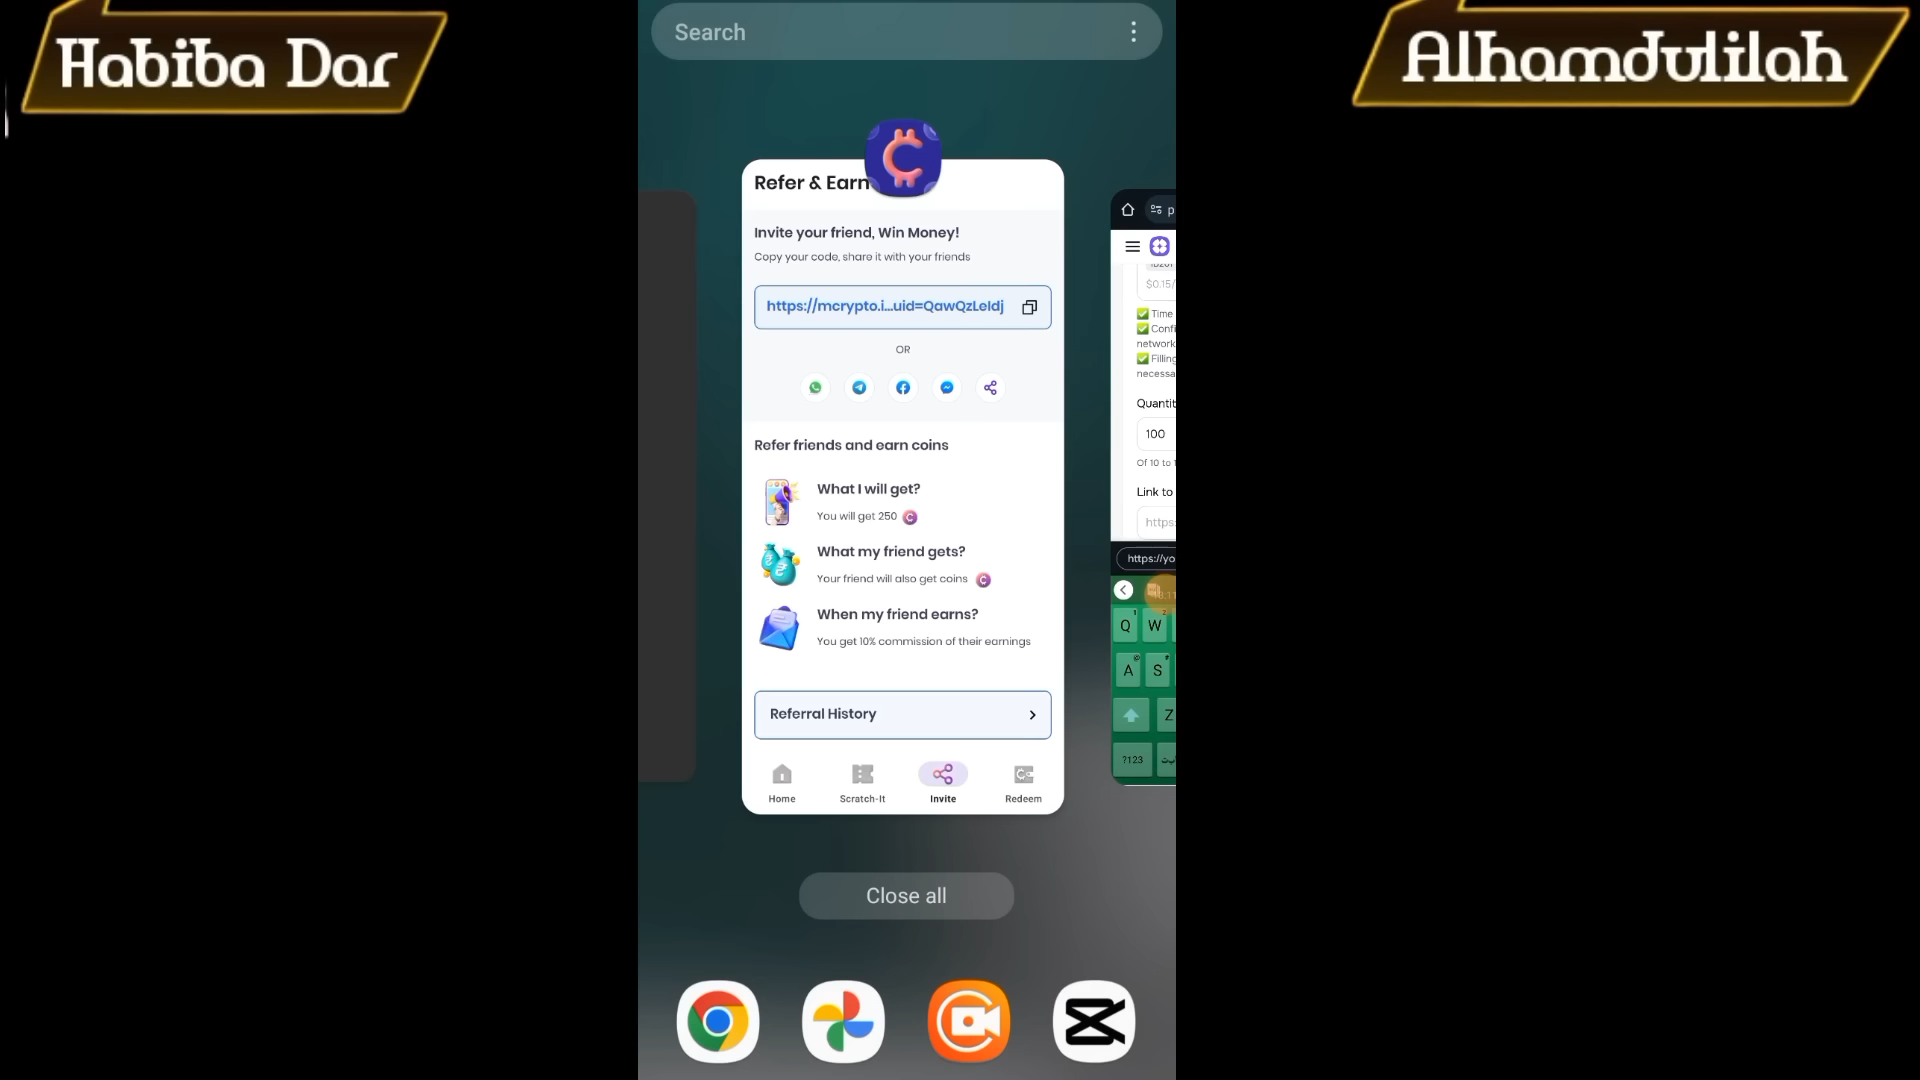 Habiba Dar
Alhamdulilah
Search
Refer & Earn
Invite your friend, Win Money!
Copy your code, share it with your friends
https://mcrypto.i...uid=QawQzLeIdj
OR
Refer friends and earn coins
What I will get?
You will get 250
What my friend gets?
Your friend will also get coins
When my friend earns?
You get 10% commission of their earnings
Referral History
Home
Scratch-It
Invite
Redeem
p
$0.15/
Time
Confi
network
Filling
necessa
Quantit
100
Of 10 to 1
Link to
https:
https://yo
Q W
A S
Z
?123
Close all